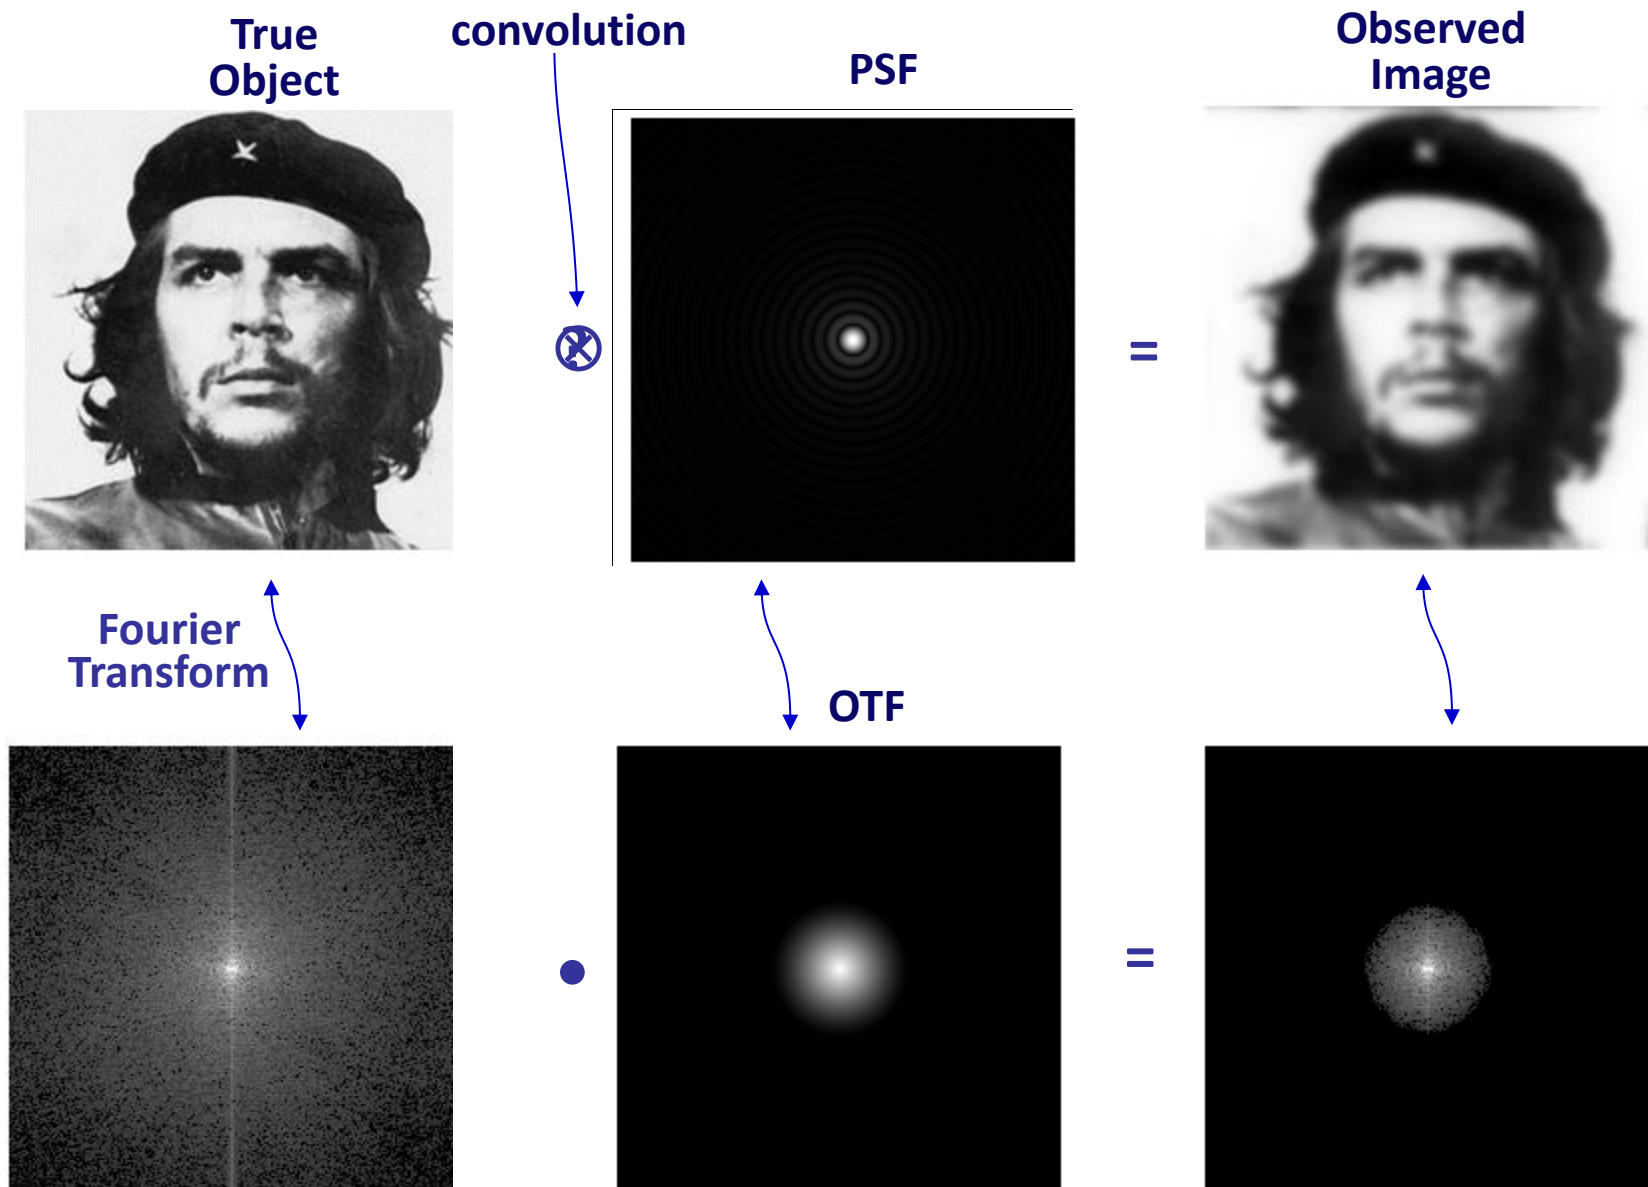 True
Object
convolution
PSF
Observed
Image
=
Fourier
Transform
OTF
•
=